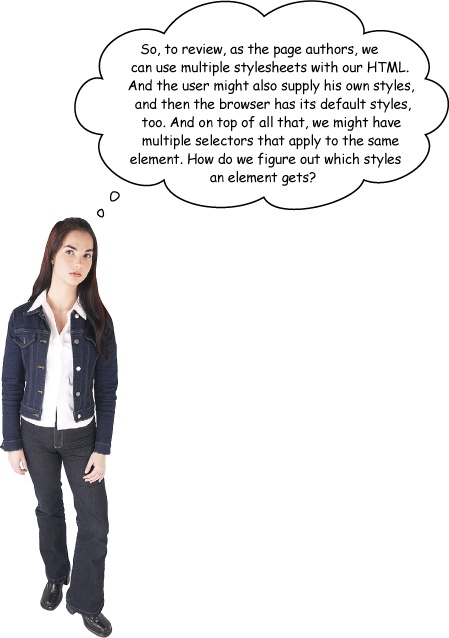 So, to review, as the page authors, we
can use multiple stylesheets with our HTML.
And the user might also supply his own styles,
and then the browser has its default styles,
too. And on top of all that, we might have
multiple selectors that apply to the same
element. How do we figure out which styles
an element gets?